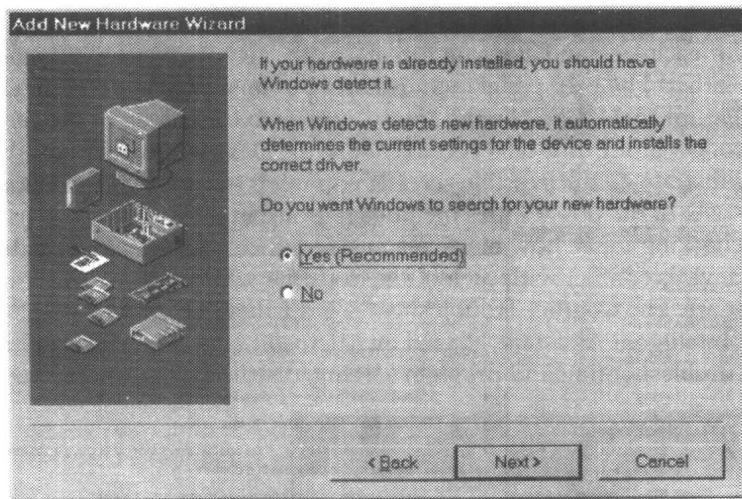 Add New Hardware Wizard
If your hardware is already installed, you should have
Windows detect it.
When Windows detects new hardware, it automatically
determines the current settings for the device and installs the
correct driver.
Do you want Windows to search for your new hardware?
Yes (Recommended)
No
< Back
Next >
Cancel